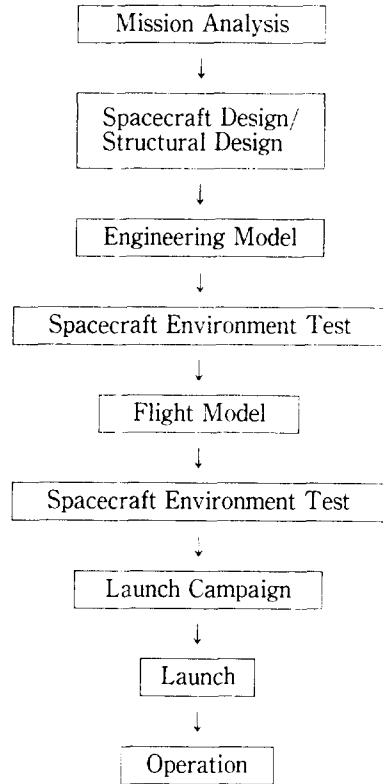 Mission Analysis
Spacecraft Design/
Structural Design
Engineering Model
Spacecraft Environment Test
Flight Model
Spacecraft Environment Test
Launch Campaign
Launch
Operation